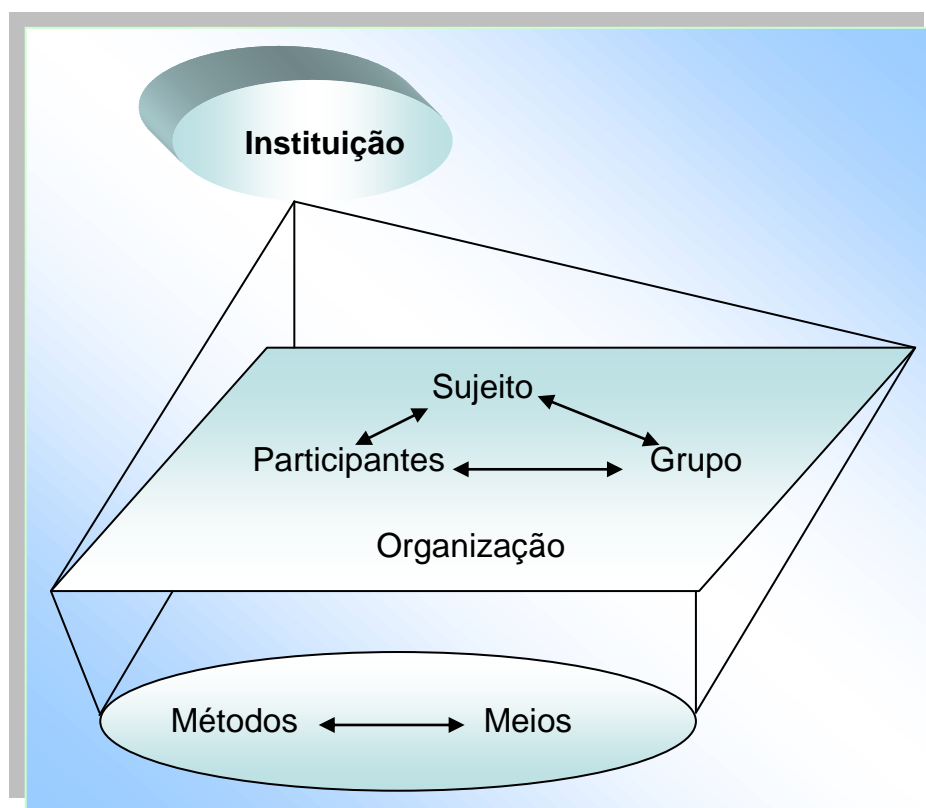 Instituição
Sujeito
Participantes
Grupo
Organização
Métodos
Meios